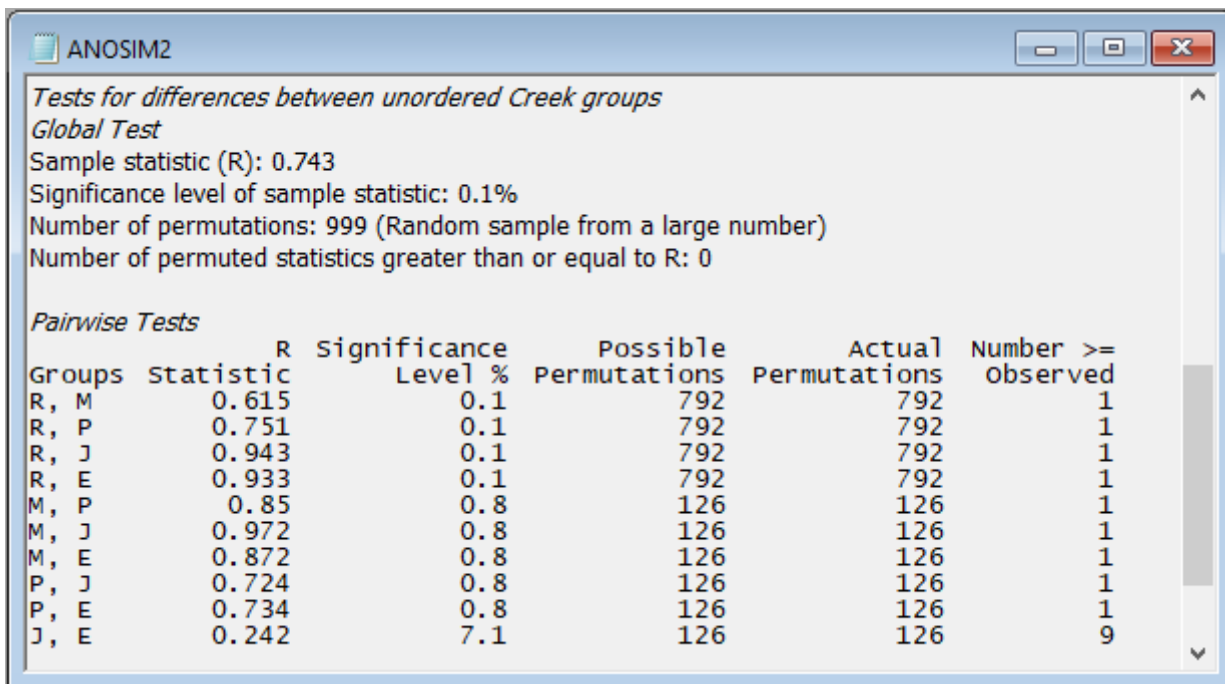 ANOSIM2
Tests for differences between unordered Creek groups
Global Test
Sample statistic (R): 0.743
Significance level of sample statistic: 0.1%
Number of permutations: 999 (Random sample from a large number)
Number of permuted statistics greater than or equal to R: 0
Pairwise Tests
R Significance Possible Actual Number >=
Groups Statistic Level % Permutations Permutations Observed
R, M 0.615 0.1 792 792 1
R, P 0.751 0.1 792 792 1
R, J 0.943 0.1 792 792 1
R, E 0.933 0.1 792 792 1
M, P 0.85 0.8 126 126 1
M, J 0.972 0.8 126 126 1
M, E 0.872 0.8 126 126 1
P, J 0.724 0.8 126 126 1
P, E 0.734 0.8 126 126 1
J, E 0.242 7.1 126 126 9